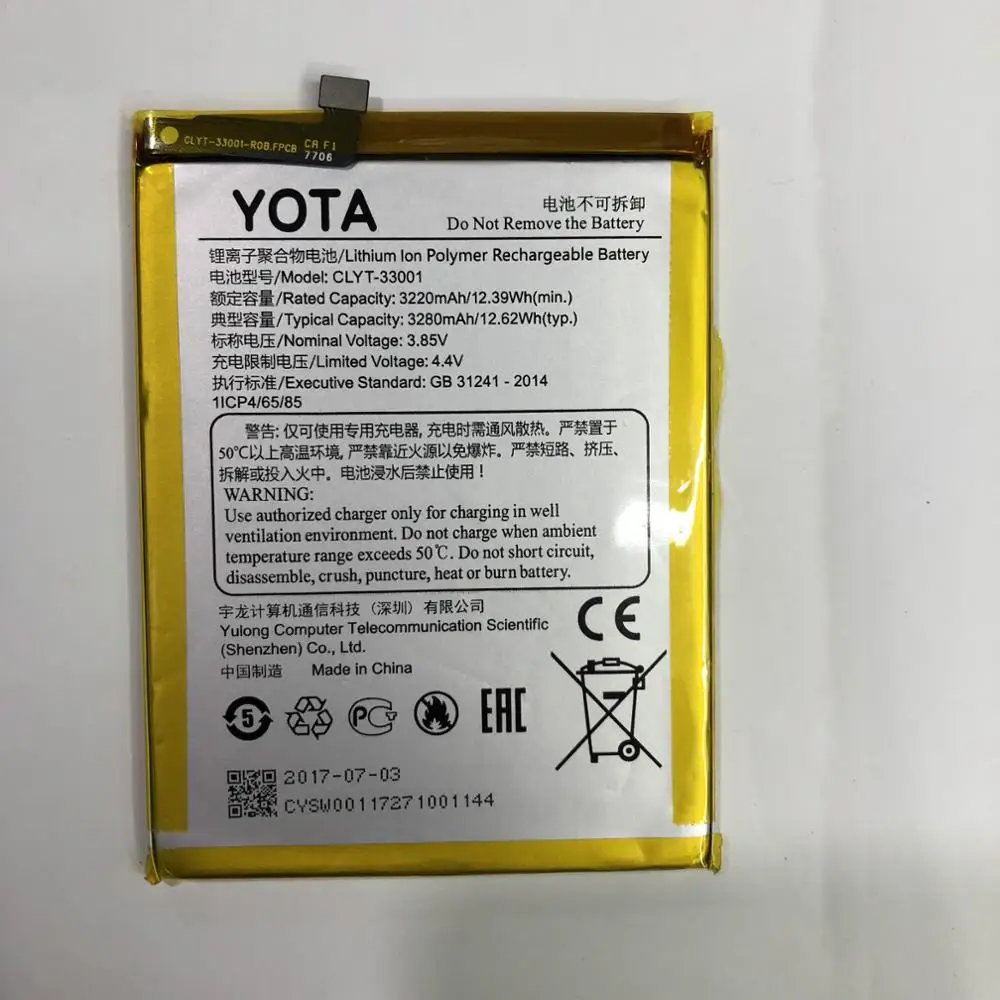 CLYT-33001-ROB.FPCB
CA F1
7706
YOTA
电池不可拆卸
Do Not Remove the Battery
锂离子聚合物电池/Lithium Ion Polymer Rechargeable Battery
电池型号/Model: CLYT-33001
额定容量/Rated Capacity: 3220mAh/12.39Wh(min.)
典型容量/Typical Capacity: 3280mAh/12.62Wh(typ.)
标称电压/Nominal Voltage: 3.85V
充电限制电压/Limited Voltage: 4.4V
执行标准/Executive Standard: GB 31241 - 2014
1ICP4/65/85
警告: 仅可使用专用充电器, 充电时需通风散热。严禁置于
50℃以上高温环境, 严禁靠近火源以免爆炸。严禁短路、挤压、
拆解或投入火中。电池浸水后禁止使用！
WARNING:
Use authorized charger only for charging in well
ventilation environment. Do not charge when ambient
temperature range exceeds 50℃. Do not short circuit,
disassemble, crush, puncture, heat or burn battery.
宇龙计算机通信科技（深圳）有限公司
Yulong Computer Telecommunication Scientific
(Shenzhen) Co., Ltd.
中国制造 Made in China
CE
5
PC
EAC
2017-07-03
CYSW00117271001144